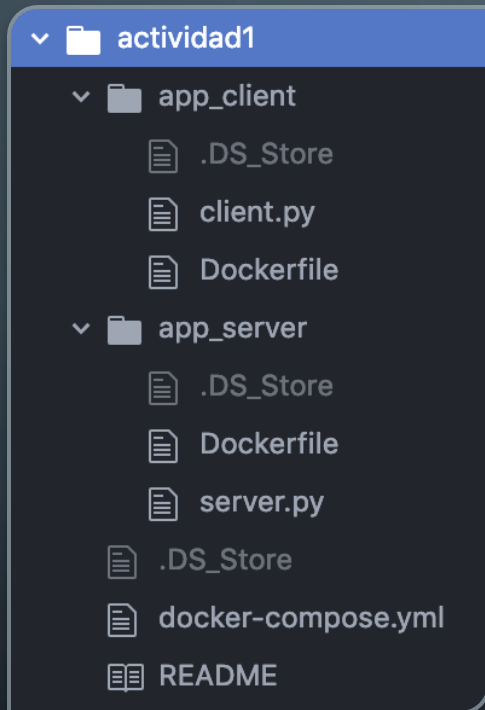 actividad1
app_client
.DS_Store
client.py
Dockerfile
app_server
.DS_Store
Dockerfile
server.py
.DS_Store
docker-compose.yml
README